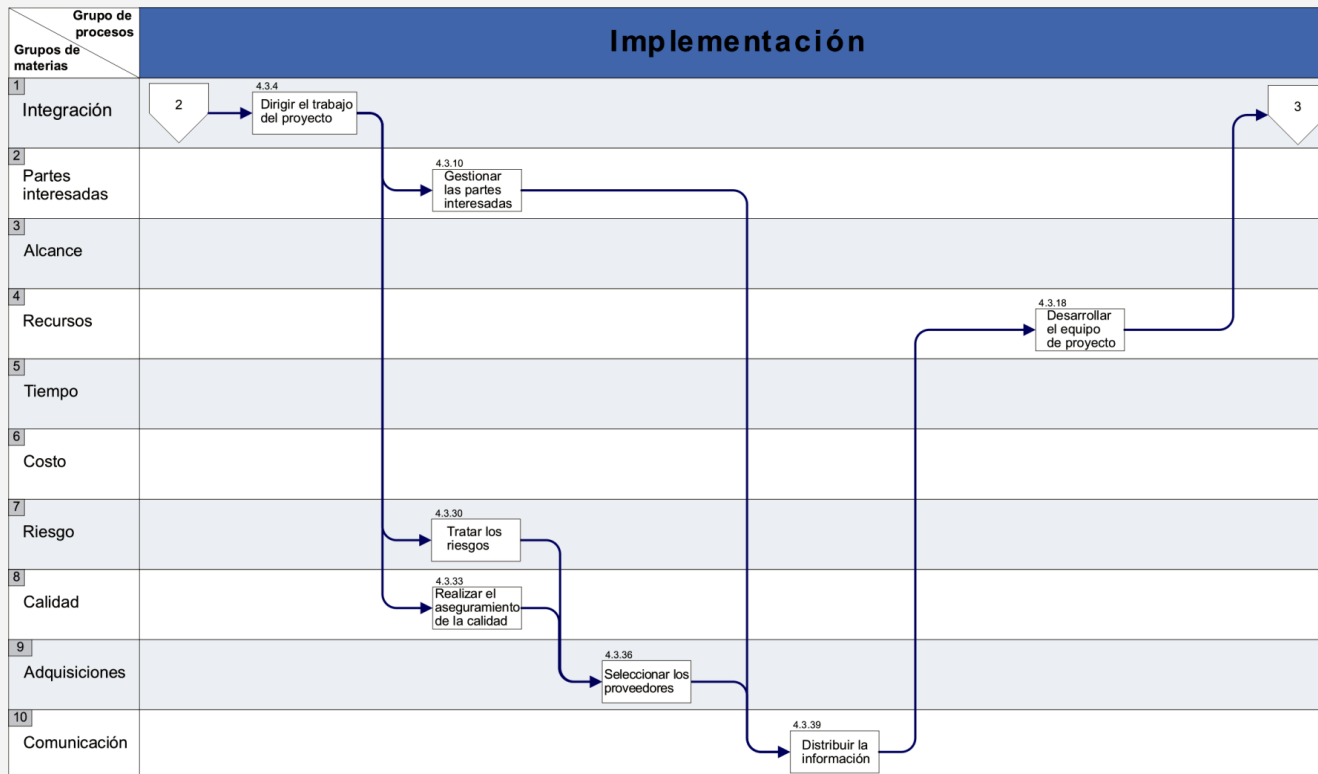 Grupo de
procesos
Grupos de
materias
Implementación
1
Integración
2
4.3.4
Dirigir el trabajo
del proyecto
3
2
Partes
interesadas
4.3.10
Gestionar
las partes
interesadas
3
Alcance
4
Recursos
4.3.18
Desarrollar
el equipo
de proyecto
5
Tiempo
6
Costo
7
Riesgo
4.3.30
Tratar los
riesgos
8
Calidad
4.3.33
Realizar el
aseguramiento
de la calidad
9
Adquisiciones
4.3.36
Seleccionar los
proveedores
10
Comunicación
4.3.39
Distribuir la
información